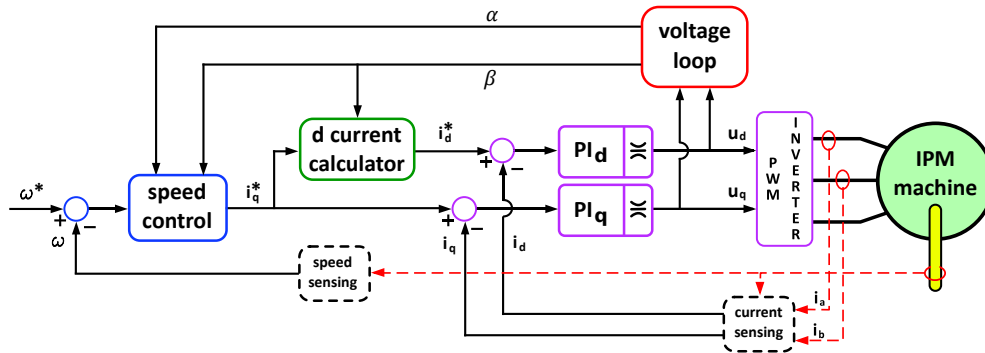 α
voltage
loop
β
d current
calculator
i*d
PId
ud
PWM
INVERTER
IPM
machine
ω*
speed
control
i*q
PIq
uq
+
−
+
−
+
−
ω
iq
id
speed
sensing
current
sensing
ia
ib